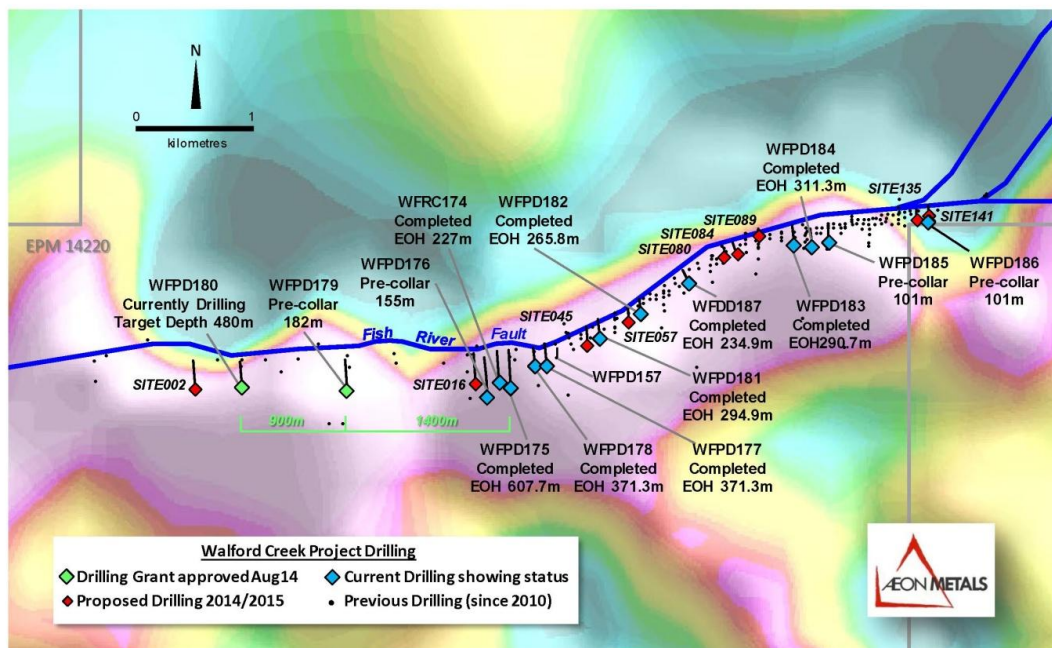 N
0
1
kilometres
EPM 14220
WFPD180
Currently Drilling
Target Depth 480m
WFPD179
Pre-collar
182m
WFPD176
Pre-collar
155m
WFRC174
Completed
EOH 227m
WFPD182
Completed
EOH 265.8m
WFPD184
Completed
EOH 311.3m
SITE135
SITE141
SITE089
SITE084
SITE080
SITE045
SITE057
SITE016
SITE002
Fish River Fault
WFPD185
Pre-collar
101m
WFPD186
Pre-collar
101m
WFPD183
Completed
EOH290.7m
WFDD187
Completed
EOH 234.9m
WFPD157
WFPD181
Completed
EOH 294.9m
900m
1400m
WFPD175
Completed
EOH 607.7m
WFPD178
Completed
EOH 371.3m
WFPD177
Completed
EOH 371.3m
Walford Creek Project Drilling
Drilling Grant approved Aug14
Current Drilling showing status
Proposed Drilling 2014/2015
Previous Drilling (since 2010)
ÆON METALS